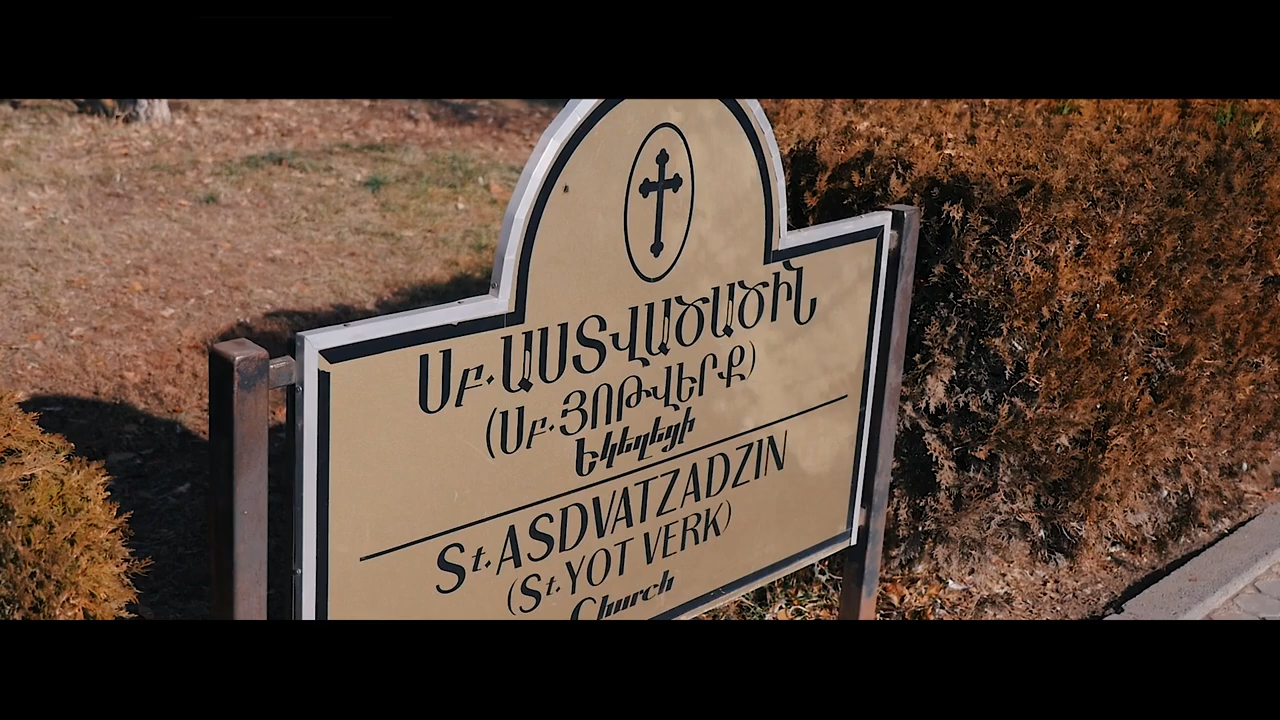 Սբ. ԱՍՏՎԱԾԱԾԻՆ
(Սբ. ՅՈԹՎԵՐՔ)
Եկեղեցի
St. ASDVATZADZIN
(St. YOT VERK)
Church